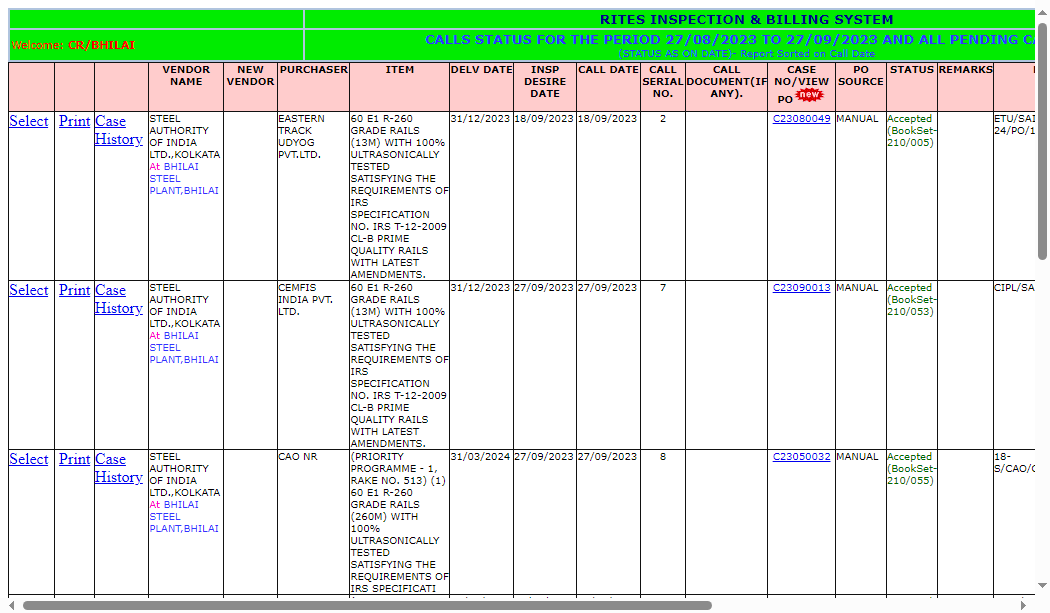 RITES INSPECTION & BILLING SYSTEM
Welcome: CR/BHILAI
CALLS STATUS FOR THE PERIOD 27/08/2023 TO 27/09/2023 AND ALL PENDING
(STATUS AS ON DATE)- Report Sorted on Call Date
VENDOR NAME
NEW VENDOR
PURCHASER
ITEM
DELV DATE
INSP DESIRE DATE
CALL DATE
CALL SERIAL NO.
CALL DOCUMENT(IF ANY).
CASE NO/VIEW PO new
PO SOURCE
STATUS
REMARKS
Select
Print
Case
History
STEEL
AUTHORITY
OF INDIA
LTD.,KOLKATA
At BHILAI
STEEL
PLANT,BHILAI
EASTERN
TRACK
UDYOG
PVT.LTD.
60 E1 R-260
GRADE RAILS
(13M) WITH 100%
ULTRASONICALLY
TESTED
SATISFYING THE
REQUIREMENTS OF
IRS
SPECIFICATION
NO. IRS T-12-2009
CL-B PRIME
QUALITY RAILS
WITH LATEST
AMENDMENTS.
31/12/2023
18/09/2023
18/09/2023
2
C23080049
MANUAL
Accepted
(BookSet-
210/005)
ETU/SAI
24/PO/1
Select
Print
Case
History
STEEL
AUTHORITY
OF INDIA
LTD.,KOLKATA
At BHILAI
STEEL
PLANT,BHILAI
CEMFIS
INDIA PVT.
LTD.
60 E1 R-260
GRADE RAILS
(13M) WITH 100%
ULTRASONICALLY
TESTED
SATISFYING THE
REQUIREMENTS OF
IRS
SPECIFICATION
NO. IRS T-12-2009
CL-B PRIME
QUALITY RAILS
WITH LATEST
AMENDMENTS.
31/12/2023
27/09/2023
27/09/2023
7
C23090013
MANUAL
Accepted
(BookSet-
210/053)
CIPL/SA
Select
Print
Case
History
STEEL
AUTHORITY
OF INDIA
LTD.,KOLKATA
At BHILAI
STEEL
PLANT,BHILAI
CAO NR
(PRIORITY
PROGRAMME - 1,
RAKE NO. 513) (1)
60 E1 R-260
GRADE RAILS
(260M) WITH
100%
ULTRASONICALLY
TESTED
SATISFYING THE
REQUIREMENTS OF
IRS SPECIFICATI
31/03/2024
27/09/2023
27/09/2023
8
C23050032
MANUAL
Accepted
(BookSet-
210/055)
18-
S/CAO/